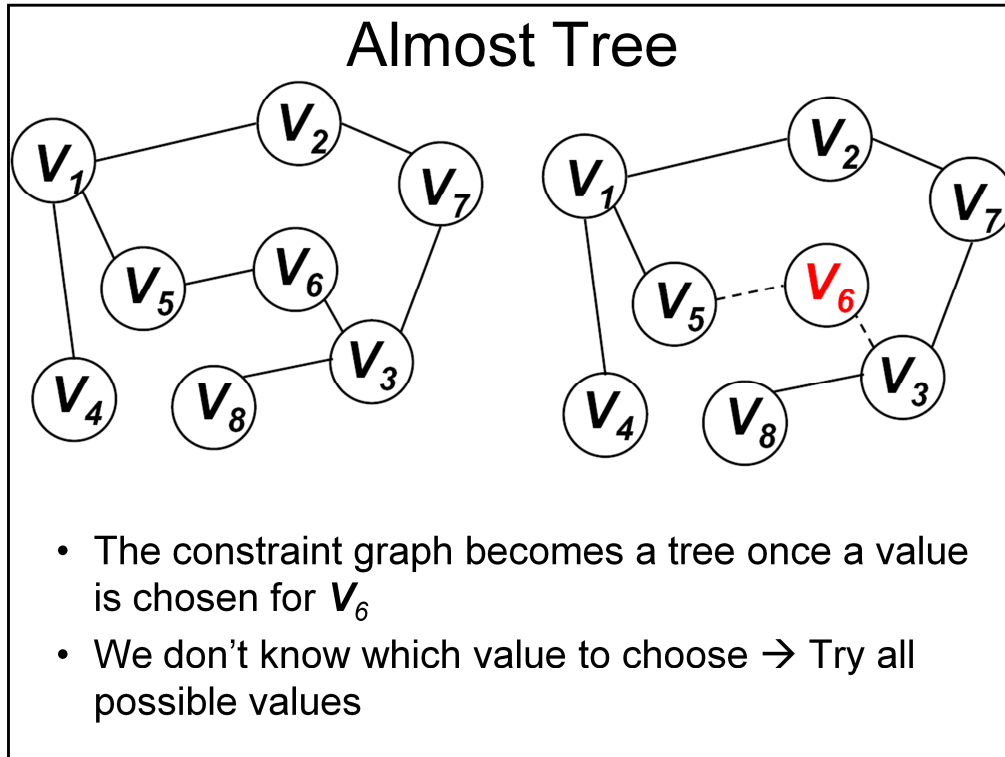 Almost Tree
V1
V2
V7
V5
V6
V3
V4
V8
V1
V2
V7
V5
V6
V3
V4
V8
• The constraint graph becomes a tree once a value
is chosen for V6
• We don’t know which value to choose → Try all
possible values